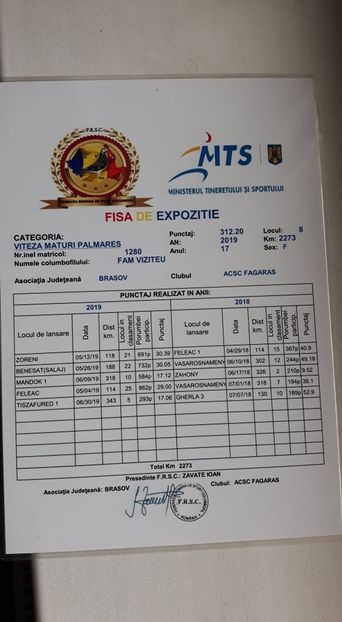 F.R.S.C.
FEDERATIA ROMANA DE SPORT COLUMBOFIL
MTS
MINISTERUL TINERETULUI ȘI SPORTULUI
FISA DE EXPOZITIE
CATEGORIA: Punctaj: 312.20 Locul: 8
VITEZA MATURI PALMARES AN: 2019 Km: 2273
Nr.inel matricol: 1280 Anul: 17 Sex: F
Numele columbofilului: FAM VIZITEU
Asociația Județeană BRASOV Clubul ACSC FAGARAS
PUNCTAJ REALIZAT IN ANII:
2019 2018
Locul de lansare Data Dist km. Locul in clasament Porumbei particip. Punctaj Locul de lansare Data Dist km. Locul in clasament Porumbei particip. Punctaj
ZORENI 05/12/19 118 21 691p 30.39 FELEAC 1 04/29/18 114 15 367p 40.9
BENESAT(SALAJ) 05/26/19 188 22 732p 30.05 VASAROSNAMENY 06/10/18 302 12 244p 49.18
MANDOK 1 06/09/19 318 10 584p 17.12 ZAHONY 06/17/18 326 2 210p 9.52
FELEAC 05/04/19 114 25 862p 29.00 VASAROSNAMENY 07/01/18 318 7 194p 36.1
TISZAFURED 1 06/30/19 343 5 293p 17.06 GHERLA 3 07/07/18 130 10 189p 52.9
Total Km 2273
Presedinte F.R.S.C.: ZAVATE IOAN
Asociația Județeană: BRASOV Clubul: ACSC FAGARAS
F.R.S.C.